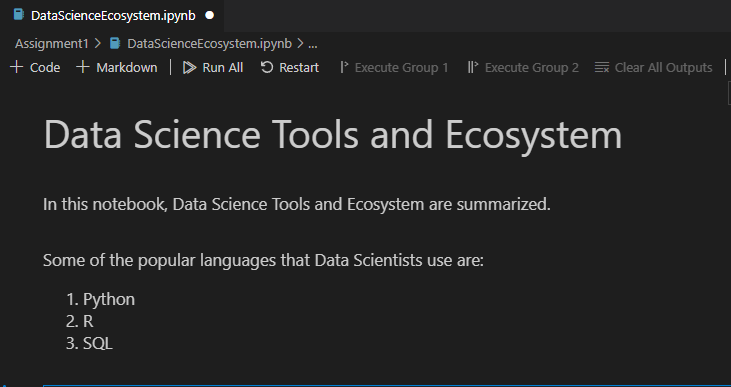 DataScienceEcosystem.ipynb
Assignment1 > DataScienceEcosystem.ipynb > ...
+ Code + Markdown | Run All Restart Execute Group 1 Execute Group 2 Clear All Outputs
Data Science Tools and Ecosystem
In this notebook, Data Science Tools and Ecosystem are summarized.
Some of the popular languages that Data Scientists use are:
1. Python
2. R
3. SQL